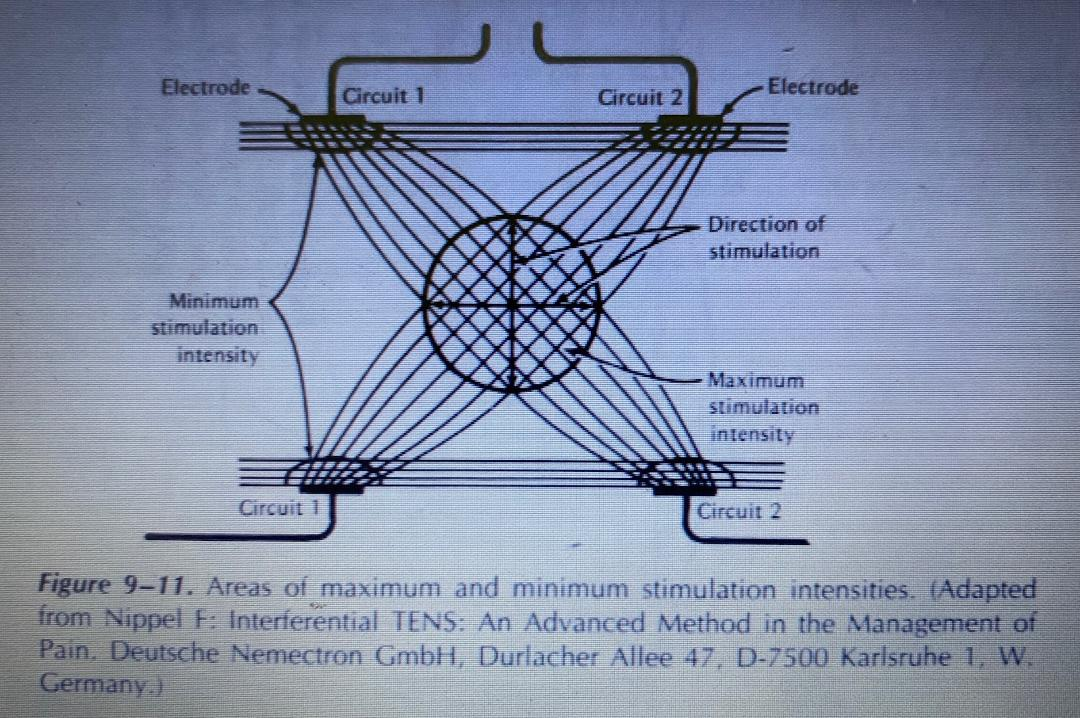 Electrode
Circuit 1
Circuit 2
Electrode
Direction of
stimulation
Minimum
stimulation
intensity
Maximum
stimulation
intensity
Circuit 1
Circuit 2
Figure 9–11. Areas of maximum and minimum stimulation intensities. (Adapted
from Nippel F: Interferential TENS: An Advanced Method in the Management of
Pain. Deutsche Nemectron GmbH, Durlacher Allee 47, D-7500 Karlsruhe 1, W.
Germany.)